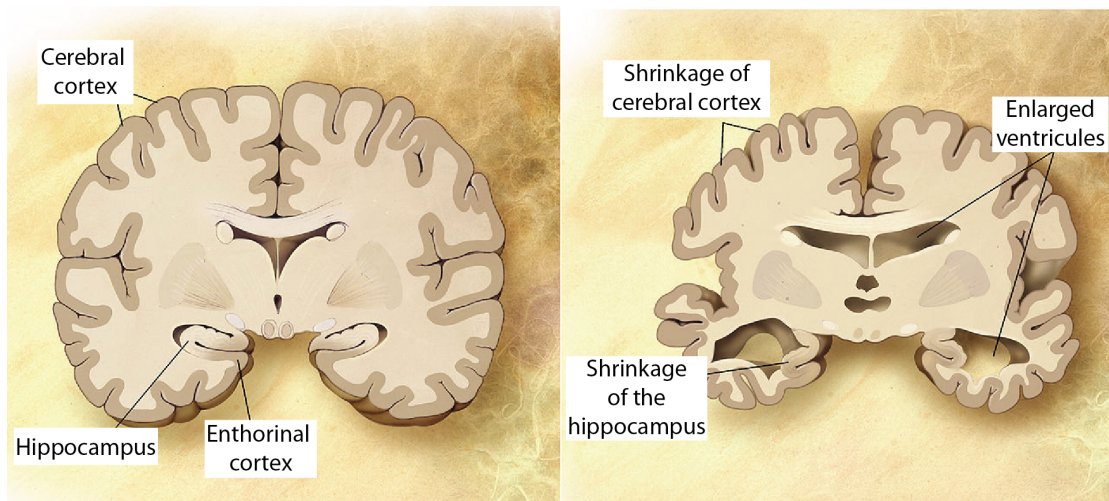 Cerebral
cortex
Hippocampus
Enthorinal
cortex
Shrinkage of
cerebral cortex
Enlarged
ventricules
Shrinkage
of the
hippocampus